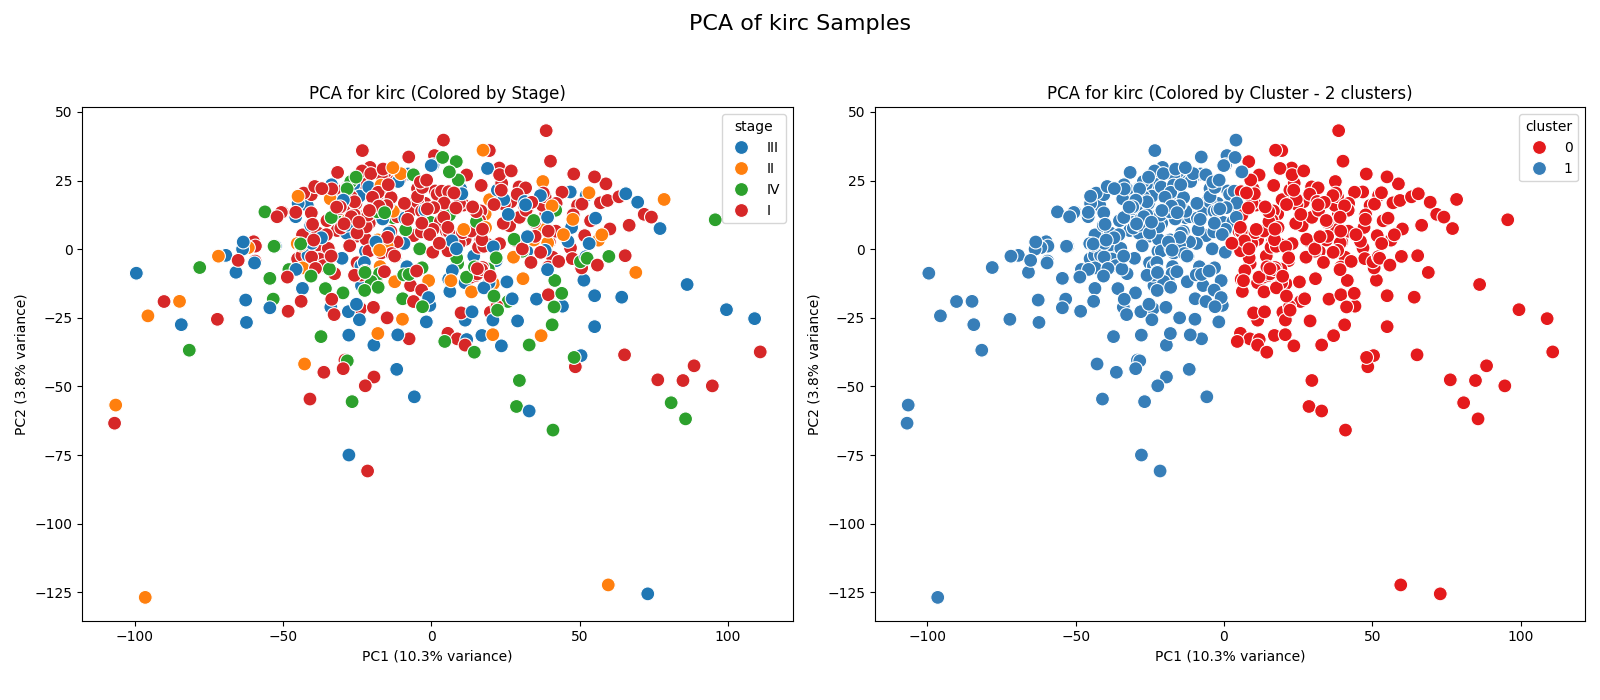 PCA of kirc Samples
PCA for kirc (Colored by Stage)
50
25
0
−25
−50
−75
−100
−125
PC2 (3.8% variance)
−100
−50
0
50
100
PC1 (10.3% variance)
stage
III
II
IV
I
PCA for kirc (Colored by Cluster - 2 clusters)
50
25
0
−25
−50
−75
−100
−125
PC2 (3.8% variance)
−100
−50
0
50
100
PC1 (10.3% variance)
cluster
0
1